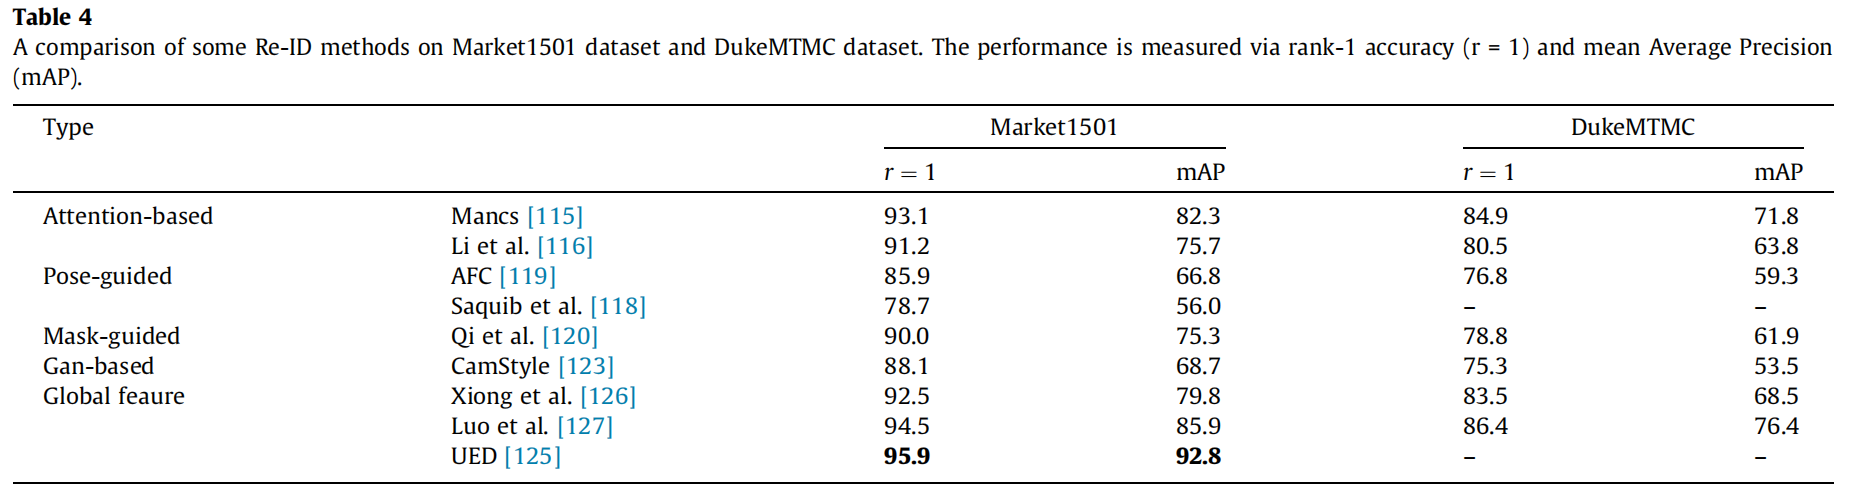 Table 4
A comparison of some Re-ID methods on Market1501 dataset and DukeMTMC dataset. The performance is measured via rank-1 accuracy (r = 1) and mean Average Precision
(mAP).
Type Market1501 DukeMTMC
r = 1 mAP r = 1 mAP
Attention-based Mancs [115] 93.1 82.3 84.9 71.8
Li et al. [116] 91.2 75.7 80.5 63.8
Pose-guided AFC [119] 85.9 66.8 76.8 59.3
Saquib et al. [118] 78.7 56.0 – –
Mask-guided Qi et al. [120] 90.0 75.3 78.8 61.9
Gan-based CamStyle [123] 88.1 68.7 75.3 53.5
Global feaure Xiong et al. [126] 92.5 79.8 83.5 68.5
Luo et al. [127] 94.5 85.9 86.4 76.4
UED [125] 95.9 92.8 – –